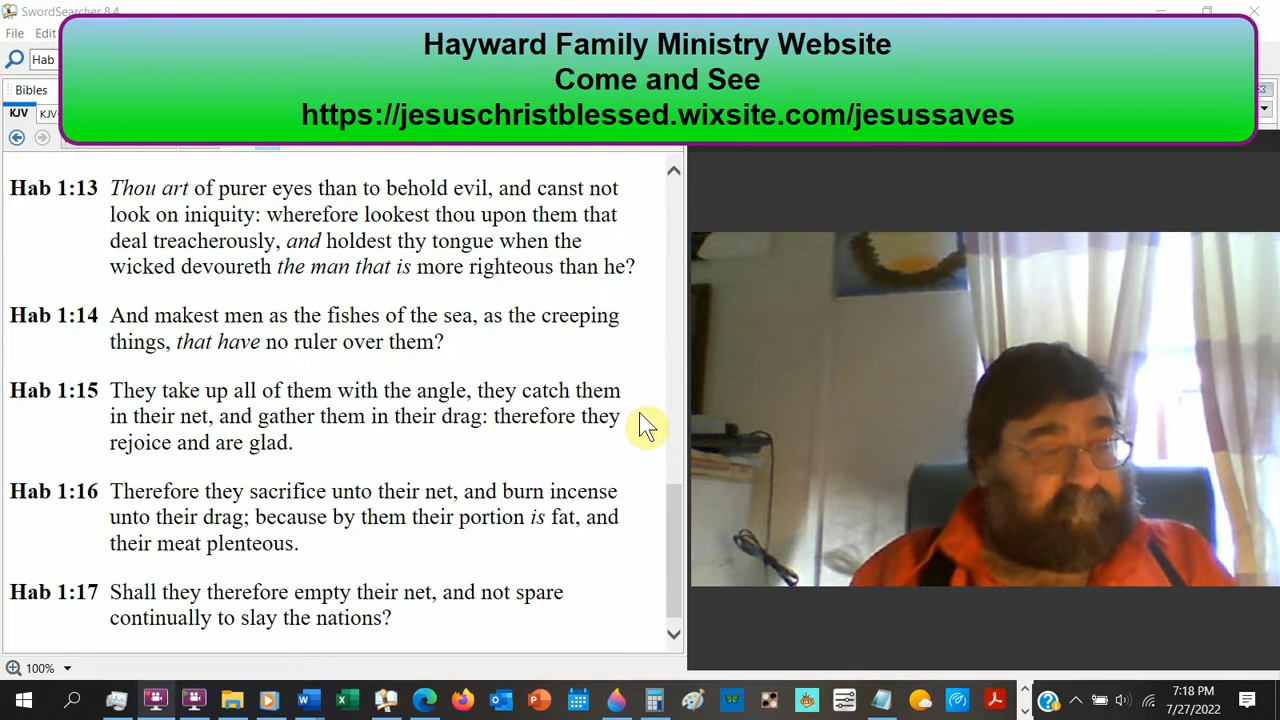 SwordSearcher 8.4
File Edit
Hab
Hayward Family Ministry Website
Come and See
https://jesuschristblessed.wixsite.com/jesussaves
Bibles
KJV KJV
Hab 1:13 Thou art of purer eyes than to behold evil, and canst not
look on iniquity: wherefore lookest thou upon them that
deal treacherously, and holdest thy tongue when the
wicked devoureth the man that is more righteous than he?
Hab 1:14 And makest men as the fishes of the sea, as the creeping
things, that have no ruler over them?
Hab 1:15 They take up all of them with the angle, they catch them
in their net, and gather them in their drag: therefore they
rejoice and are glad.
Hab 1:16 Therefore they sacrifice unto their net, and burn incense
unto their drag; because by them their portion is fat, and
their meat plenteous.
Hab 1:17 Shall they therefore empty their net, and not spare
continually to slay the nations?
100%
7:18 PM
7/27/2022